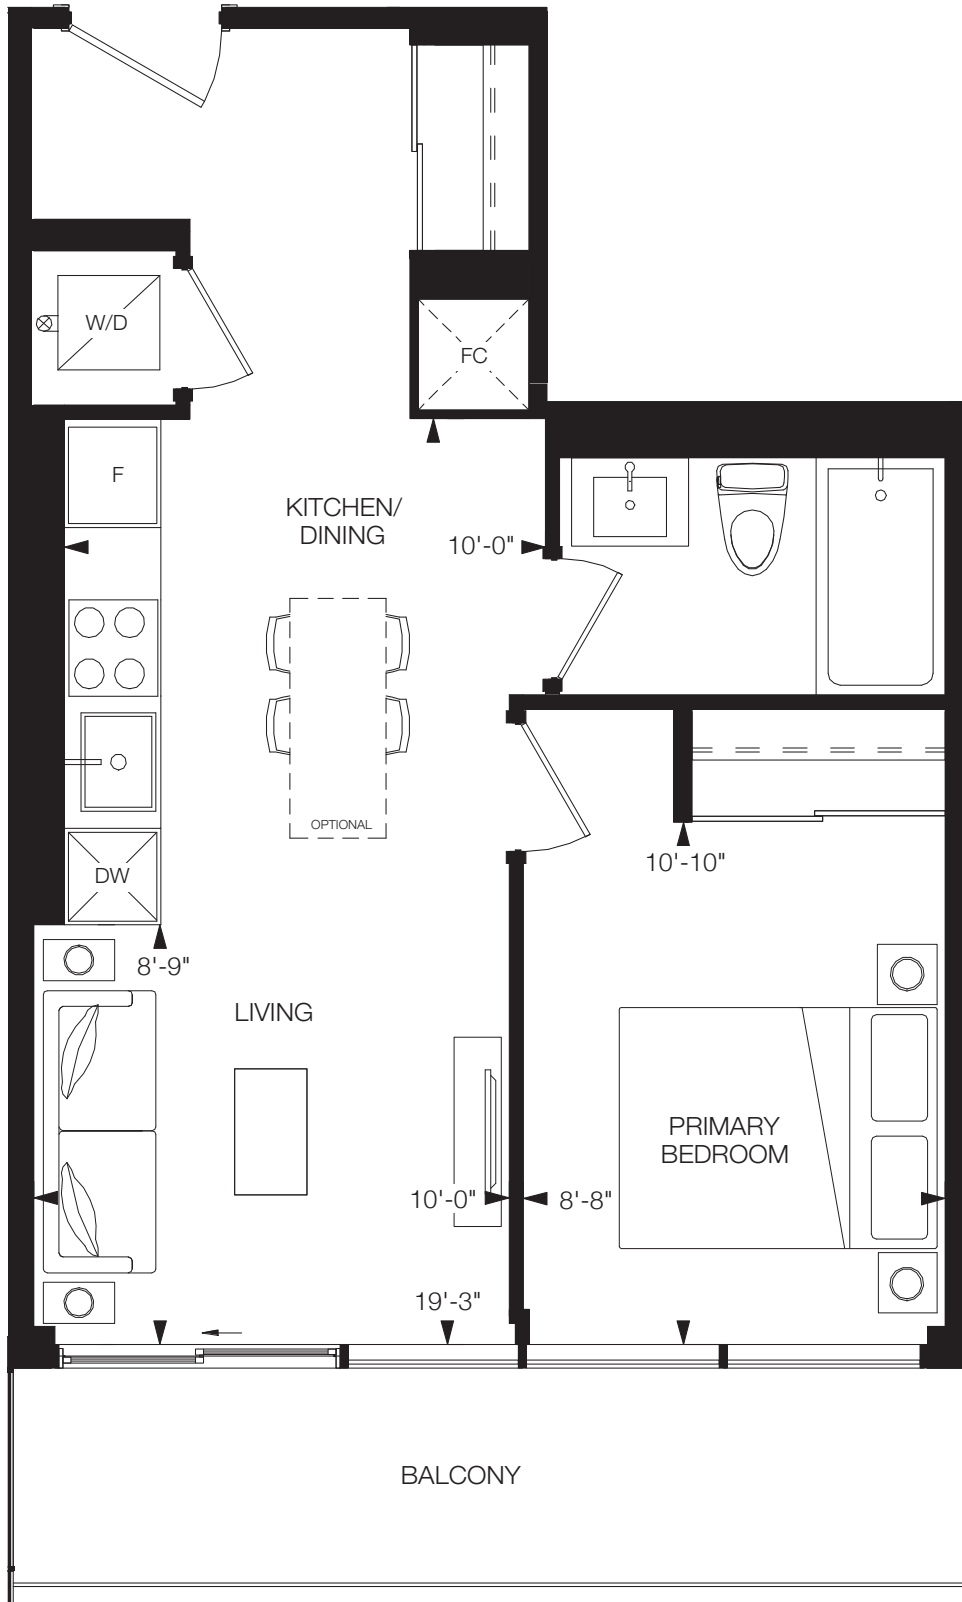 W/D
FC
F
KITCHEN/
DINING
10'-0"
OPTIONAL
10'-10"
DW
8'-9"
LIVING
PRIMARY
BEDROOM
10'-0"
8'-8"
19'-3"
BALCONY